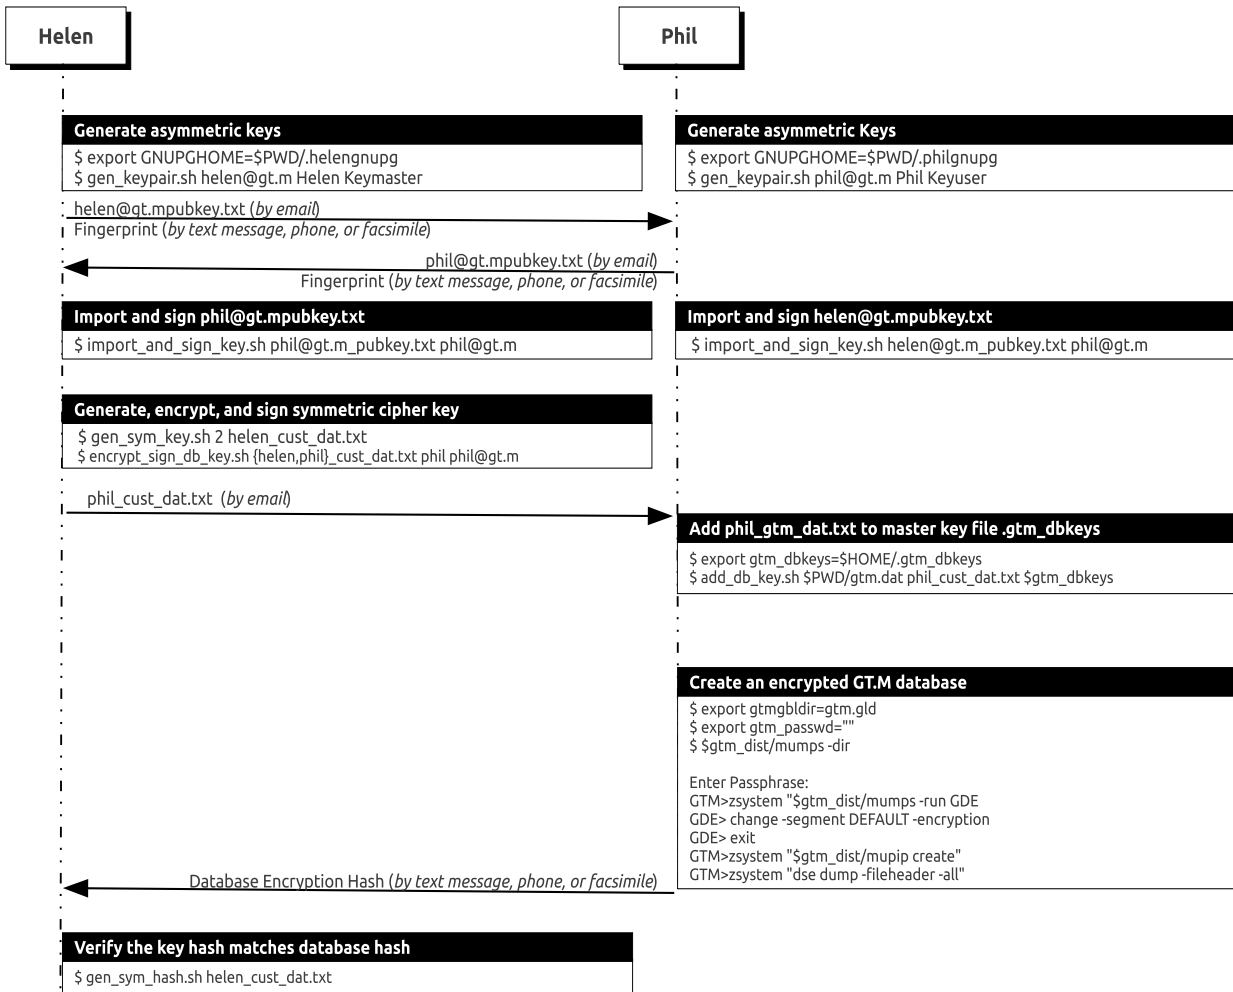 Helen
Phil
Generate asymmetric keys
$ export GNUPGHOME=$PWD/.helengnupg
$ gen_keypair.sh helen@gt.m Helen Keymaster
Generate asymmetric Keys
$ export GNUPGHOME=$PWD/.philgnupg
$ gen_keypair.sh phil@gt.m Phil Keyuser
helen@gt.mpubkey.txt (by email)
Fingerprint (by text message, phone, or facsimile)
phil@gt.mpubkey.txt (by email)
Fingerprint (by text message, phone, or facsimile)
Import and sign phil@gt.mpubkey.txt
$ import_and_sign_key.sh phil@gt.m_pubkey.txt phil@gt.m
Import and sign helen@gt.mpubkey.txt
$ import_and_sign_key.sh helen@gt.m_pubkey.txt phil@gt.m
Generate, encrypt, and sign symmetric cipher key
$ gen_sym_key.sh 2 helen_cust_dat.txt
$ encrypt_sign_db_key.sh {helen,phil}_cust_dat.txt phil phil@gt.m
phil_cust_dat.txt (by email)
Add phil_gtm_dat.txt to master key file .gtm_dbkeys
$ export gtm_dbkeys=$HOME/.gtm_dbkeys
$ add_db_key.sh $PWD/gtm.dat phil_cust_dat.txt $gtm_dbkeys
Create an encrypted GT.M database
$ export gtmgbldir=gtm.gld
$ export gtm_passwd=""
$ $gtm_dist/mumps -dir
Enter Passphrase:
GTM>zsystem "$gtm_dist/mumps -run GDE
GDE> change -segment DEFAULT -encryption
GDE> exit
GTM>zsystem "$gtm_dist/mupip create"
GTM>zsystem "dse dump -fileheader -all"
Database Encryption Hash (by text message, phone, or facsimile)
Verify the key hash matches database hash
$ gen_sym_hash.sh helen_cust_dat.txt